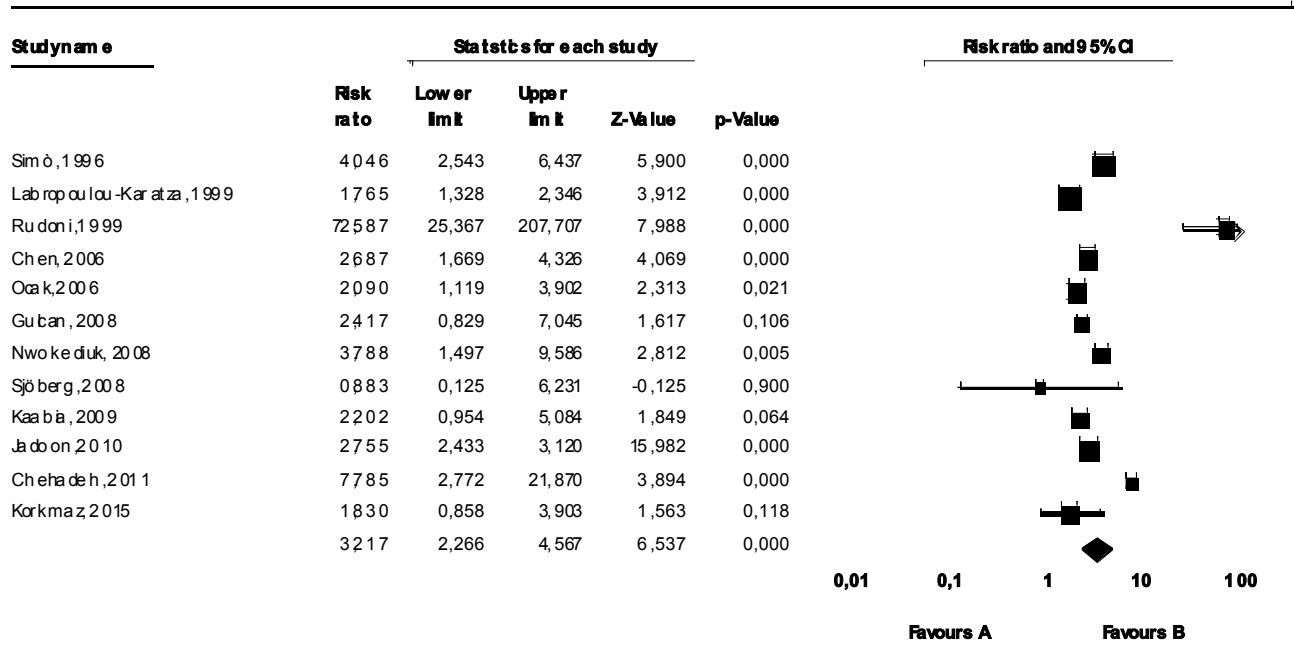 Study name Statistics for each study Risk ratio and 95% CI
Risk Lower Upper
ratio limit limit Z-Value p-Value
Simò, 1996 4,046 2,543 6,437 5,900 0,000
Labropoulou-Karatza, 1999 1,765 1,328 2,346 3,912 0,000
Rudoni, 1999 72,587 25,367 207,707 7,988 0,000
Chen, 2006 2,687 1,669 4,326 4,069 0,000
Ocak, 2006 2,090 1,119 3,902 2,313 0,021
Gulcan, 2008 2,417 0,829 7,045 1,617 0,106
Nwokediuk, 2008 3,788 1,497 9,586 2,812 0,005
Sjöberg, 2008 0,883 0,125 6,231 -0,125 0,900
Kaabia, 2009 2,202 0,954 5,084 1,849 0,064
Jadoon, 2010 2,755 2,433 3,120 15,982 0,000
Chehadeh, 2011 7,785 2,772 21,870 3,894 0,000
Korkmaz, 2015 1,830 0,858 3,903 1,563 0,118
3,217 2,266 4,567 6,537 0,000
0,01 0,1 1 10 100
Favours A Favours B